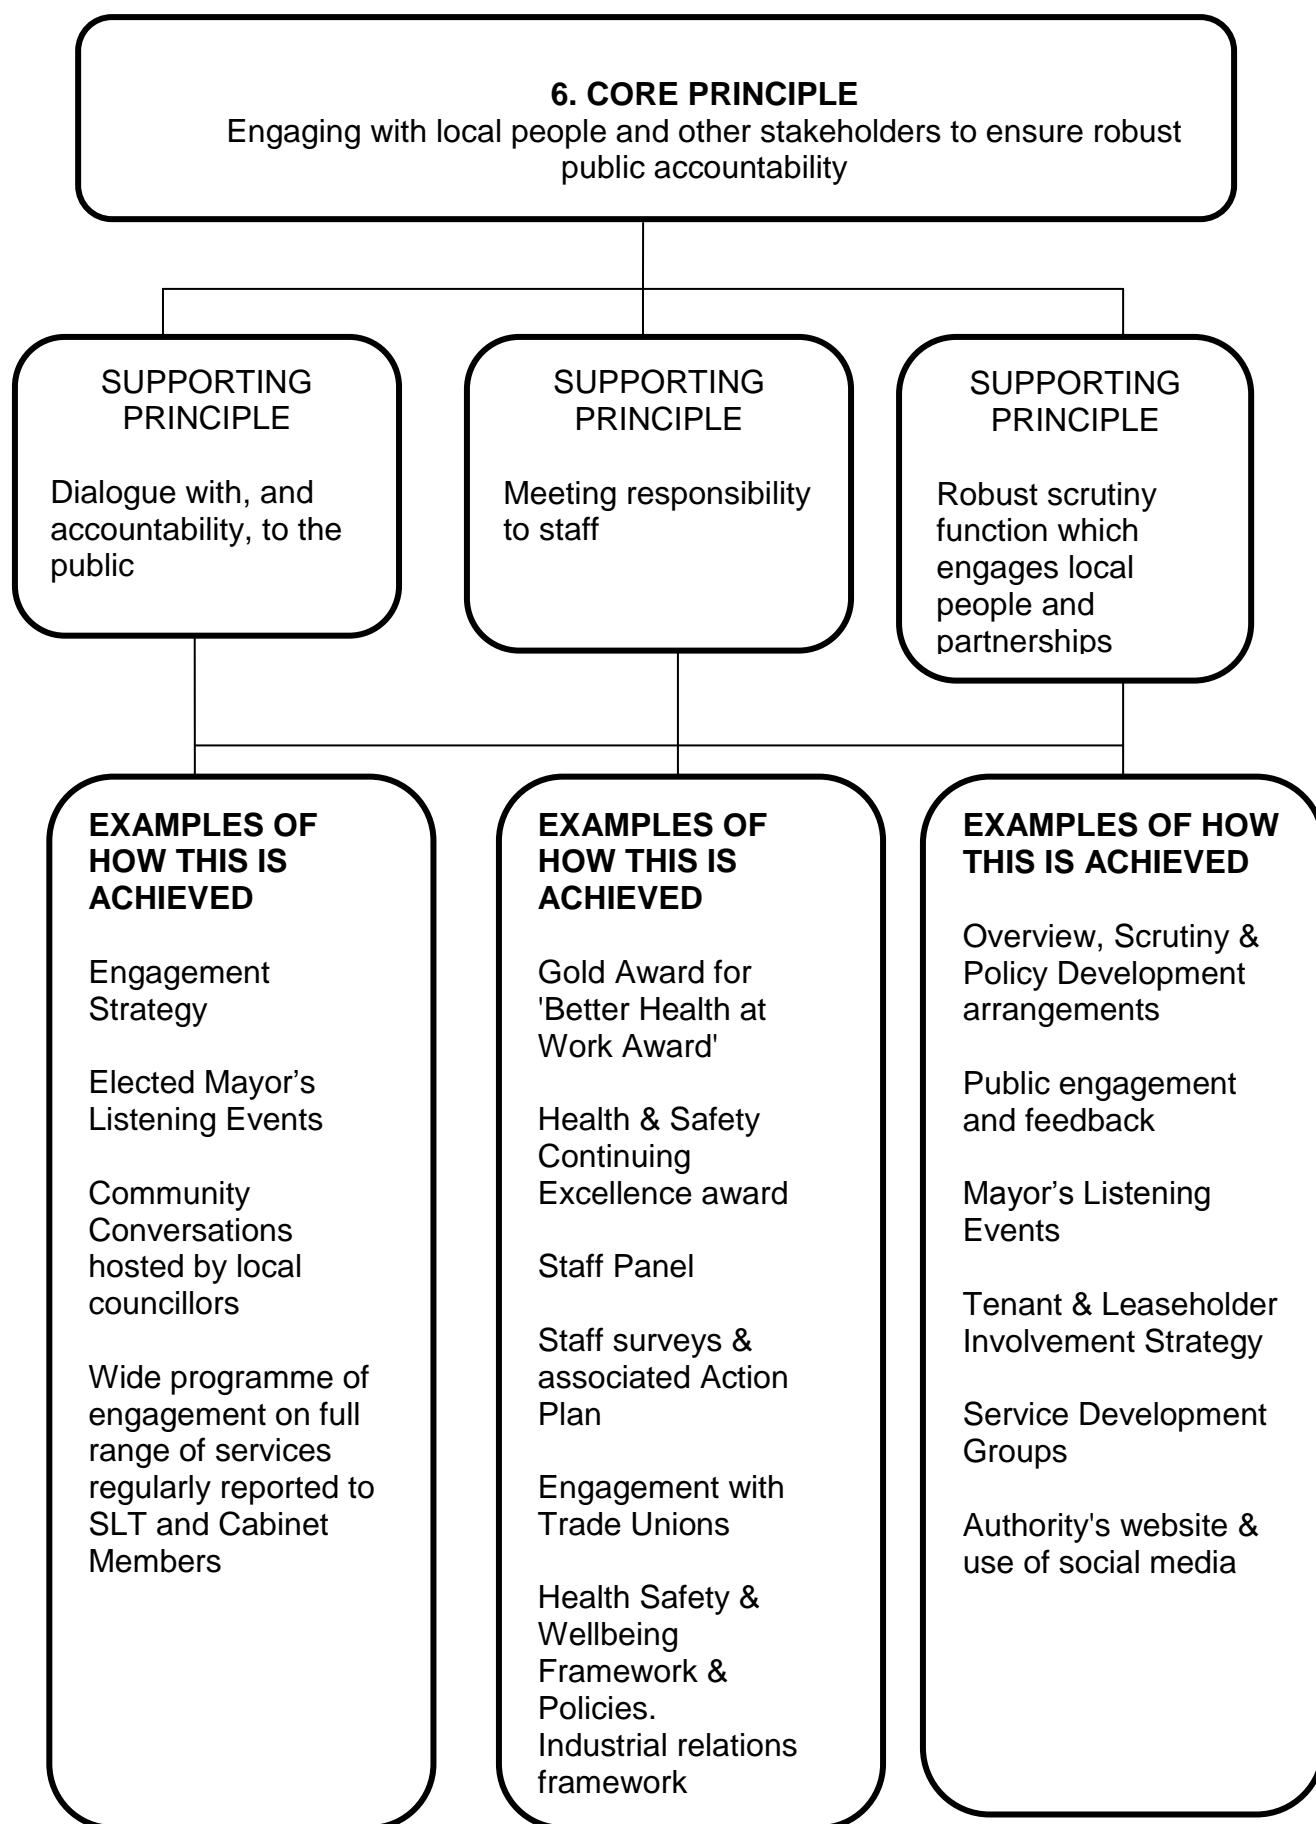 6. CORE PRINCIPLE
Engaging with local people and other stakeholders to ensure robust
public accountability
SUPPORTING
PRINCIPLE
Dialogue with, and
accountability, to the
public
SUPPORTING
PRINCIPLE
Meeting responsibility
to staff
SUPPORTING
PRINCIPLE
Robust scrutiny
function which
engages local
people and
partnerships
EXAMPLES OF
HOW THIS IS
ACHIEVED
Engagement
Strategy
Elected Mayor’s
Listening Events
Community
Conversations
hosted by local
councillors
Wide programme of
engagement on full
range of services
regularly reported to
SLT and Cabinet
Members
EXAMPLES OF
HOW THIS IS
ACHIEVED
Gold Award for
'Better Health at
Work Award'
Health & Safety
Continuing
Excellence award
Staff Panel
Staff surveys &
associated Action
Plan
Engagement with
Trade Unions
Health Safety &
Wellbeing
Framework &
Policies.
Industrial relations
framework
EXAMPLES OF HOW
THIS IS ACHIEVED
Overview, Scrutiny &
Policy Development
arrangements
Public engagement
and feedback
Mayor’s Listening
Events
Tenant & Leaseholder
Involvement Strategy
Service Development
Groups
Authority's website &
use of social media